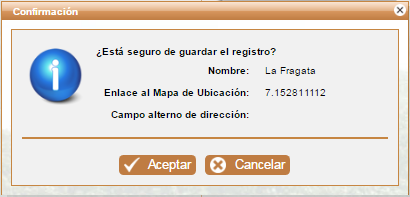 Confirmación
¿Está seguro de guardar el registro?
Nombre: La Fragata
Enlace al Mapa de Ubicación: 7.152811112
Campo alterno de dirección:
Aceptar Cancelar